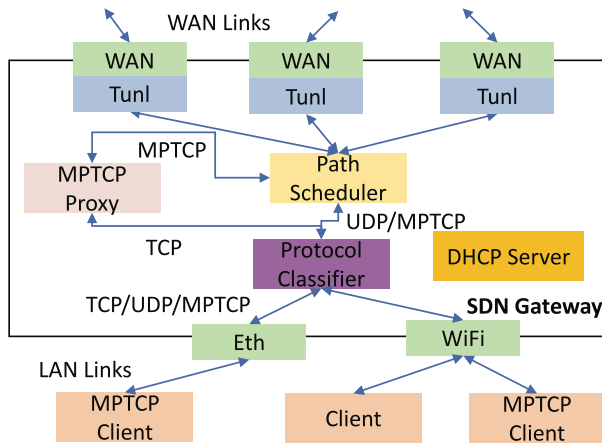 WAN Links
WAN
WAN
WAN
Tunl
Tunl
Tunl
MPTCP
MPTCP
Proxy
Path
Scheduler
UDP/MPTCP
TCP
Protocol
Classifier
DHCP Server
TCP/UDP/MPTCP
SDN Gateway
Eth
WiFi
LAN Links
MPTCP
Client
Client
MPTCP
Client